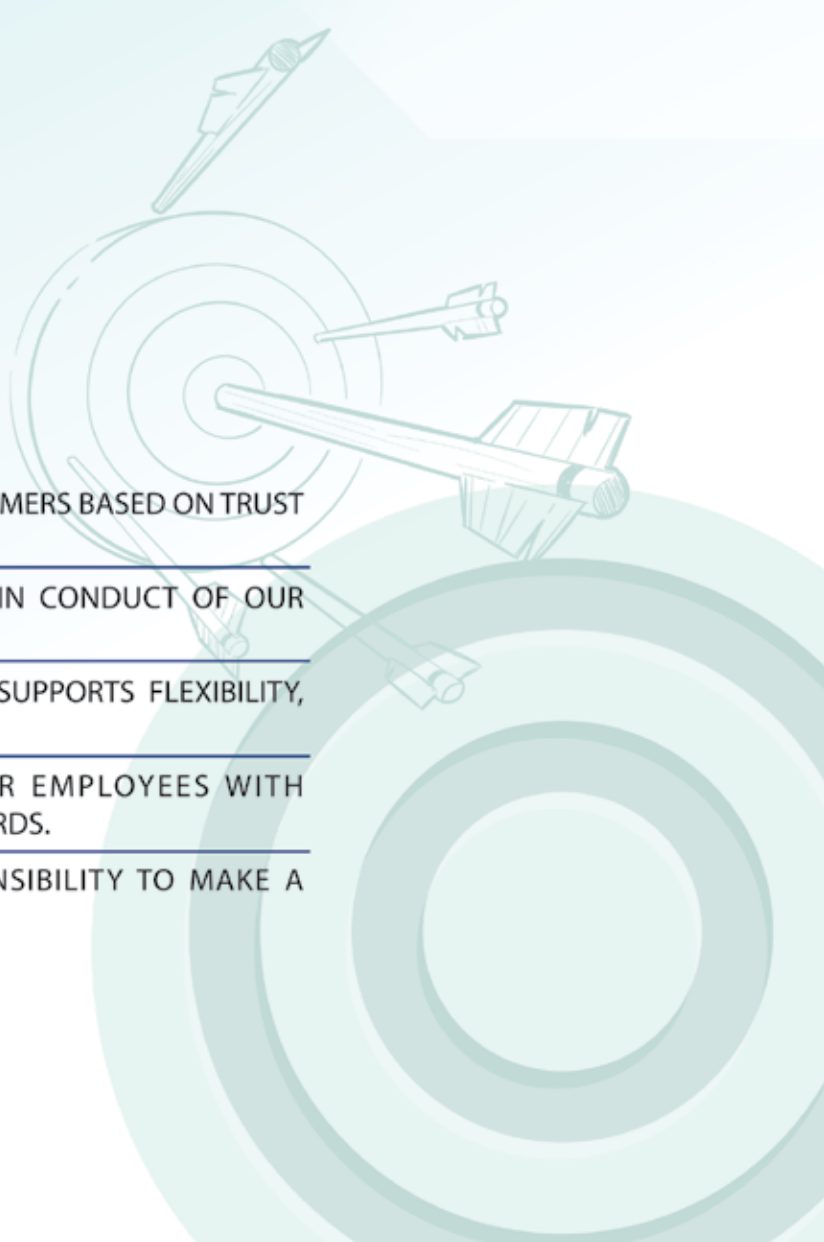 MERS BASED ON TRUST
IN CONDUCT OF OUR
SUPPORTS FLEXIBILITY,
R EMPLOYEES WITH
RDS.
NSIBILITY TO MAKE A